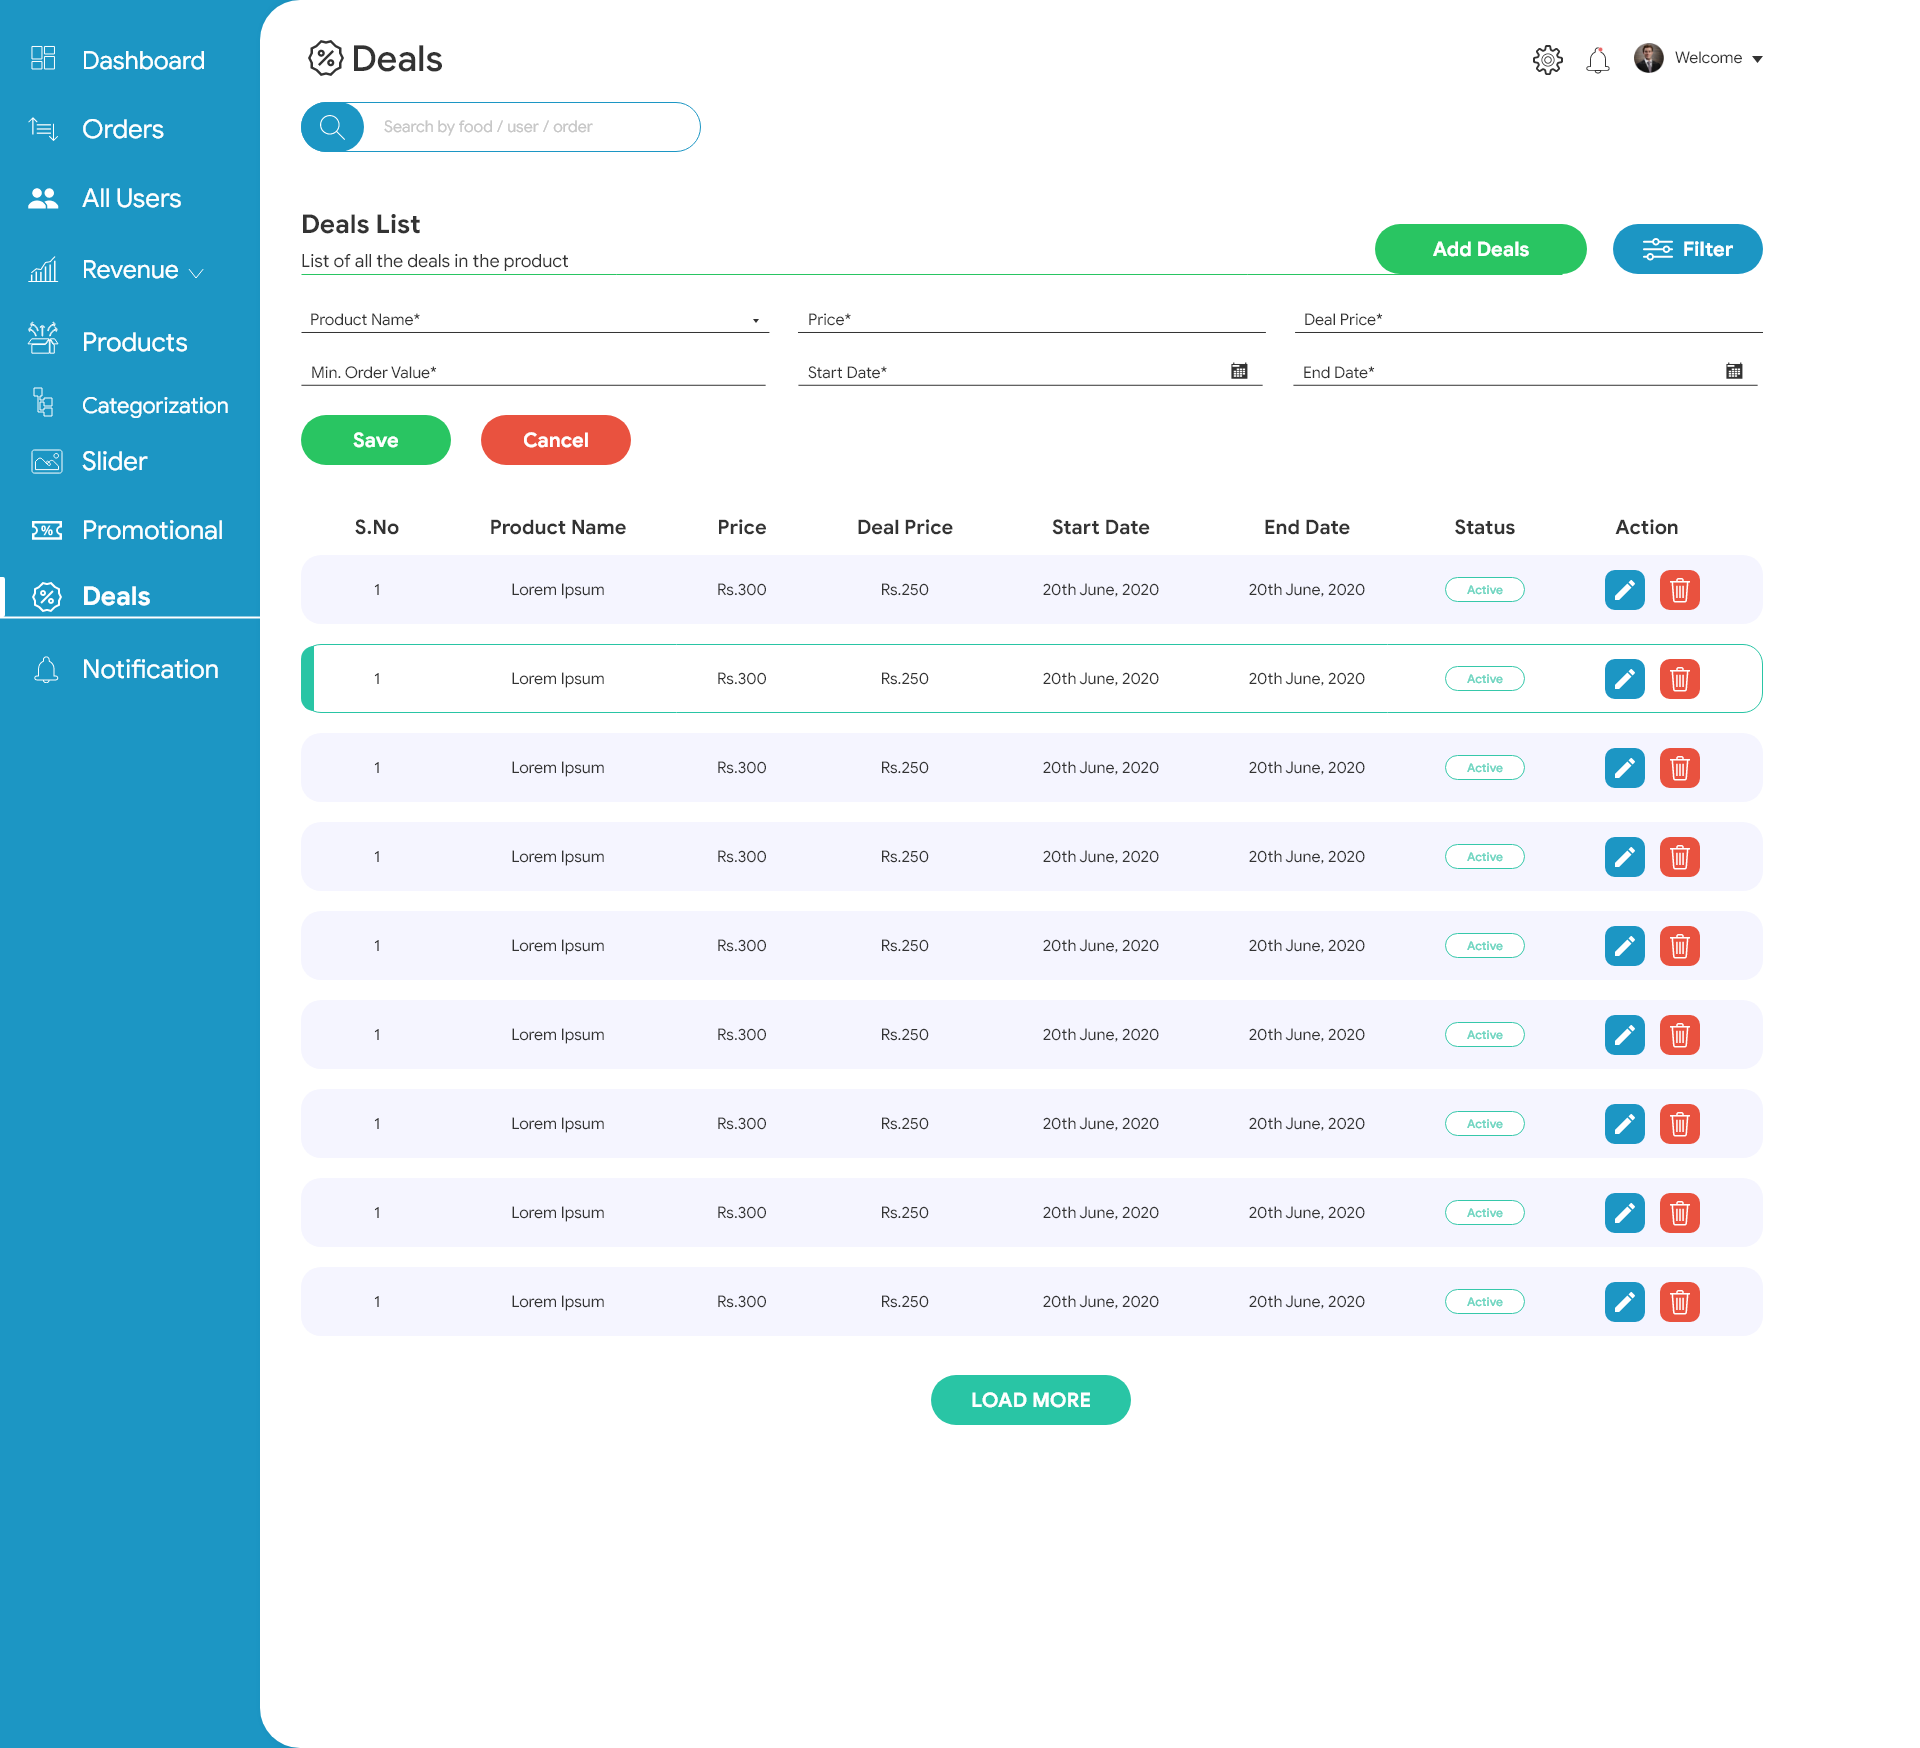 Dashboard
Orders
All Users
Revenue
Products
Categorization
Slider
Promotional
Deals
Notification
Deals
Welcome
Search by food / user / order
Deals List
List of all the deals in the product
Add Deals
Filter
Product Name*
Price*
Deal Price*
Min. Order Value*
Start Date*
End Date*
Save
Cancel
S.No Product Name Price Deal Price Start Date End Date Status Action
1 Lorem Ipsum Rs.300 Rs.250 20th June, 2020 20th June, 2020 Active
1 Lorem Ipsum Rs.300 Rs.250 20th June, 2020 20th June, 2020 Active
1 Lorem Ipsum Rs.300 Rs.250 20th June, 2020 20th June, 2020 Active
1 Lorem Ipsum Rs.300 Rs.250 20th June, 2020 20th June, 2020 Active
1 Lorem Ipsum Rs.300 Rs.250 20th June, 2020 20th June, 2020 Active
1 Lorem Ipsum Rs.300 Rs.250 20th June, 2020 20th June, 2020 Active
1 Lorem Ipsum Rs.300 Rs.250 20th June, 2020 20th June, 2020 Active
1 Lorem Ipsum Rs.300 Rs.250 20th June, 2020 20th June, 2020 Active
1 Lorem Ipsum Rs.300 Rs.250 20th June, 2020 20th June, 2020 Active
LOAD MORE